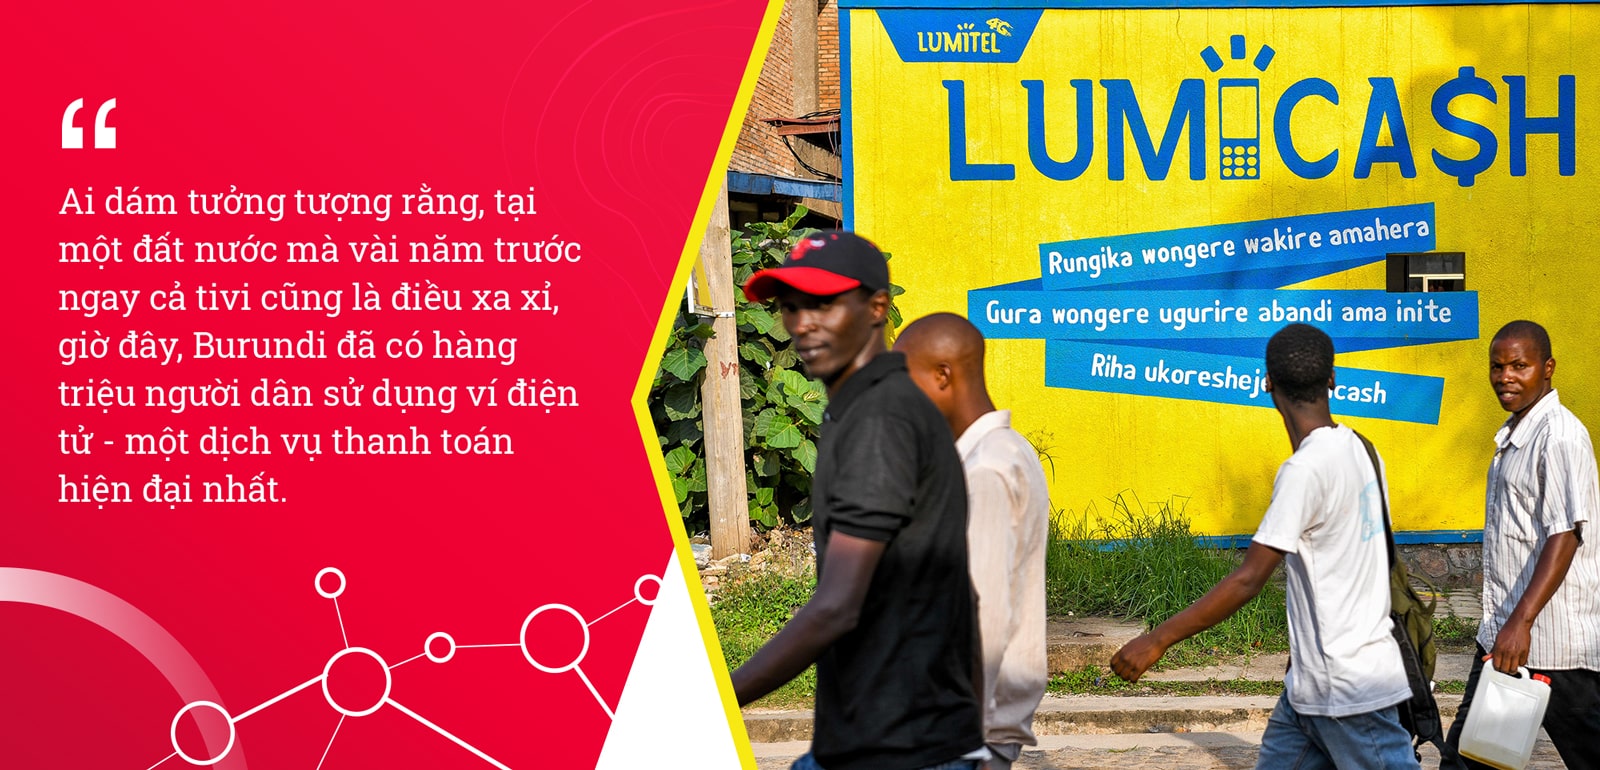 Ai dám tưởng tượng rằng, tại
một đất nước mà vài năm trước
ngay cả tivi cũng là điều xa xỉ,
giờ đây, Burundi đã có hàng
triệu người dân sử dụng ví điện
tử - một dịch vụ thanh toán
hiện đại nhất.
LUMITEL 4G
LUMICA$H
Rungika wongere wakire amahera
Gura wongere ugurire abandi ama inite
Riha